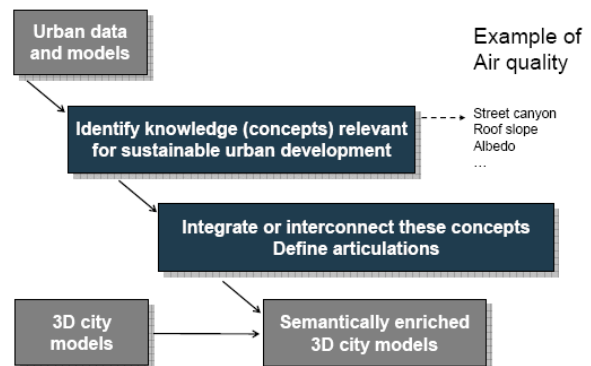 Urban data
and models
Example of
Air quality
Identify knowledge (concepts) relevant
for sustainable urban development
Street canyon
Roof slope
Albedo
...
Integrate or interconnect these concepts
Define articulations
3D city
models
Semantically enriched
3D city models